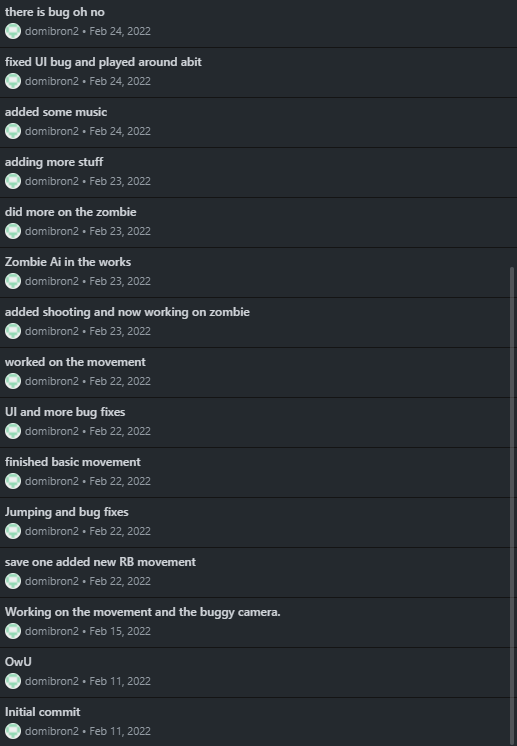 there is bug oh no
domibron2 • Feb 24, 2022
fixed UI bug and played around abit
domibron2 • Feb 24, 2022
added some music
domibron2 • Feb 24, 2022
adding more stuff
domibron2 • Feb 23, 2022
did more on the zombie
domibron2 • Feb 23, 2022
Zombie Ai in the works
domibron2 • Feb 23, 2022
added shooting and now working on zombie
domibron2 • Feb 23, 2022
worked on the movement
domibron2 • Feb 22, 2022
UI and more bug fixes
domibron2 • Feb 22, 2022
finished basic movement
domibron2 • Feb 22, 2022
Jumping and bug fixes
domibron2 • Feb 22, 2022
save one added new RB movement
domibron2 • Feb 22, 2022
Working on the movement and the buggy camera.
domibron2 • Feb 15, 2022
OwU
domibron2 • Feb 11, 2022
Initial commit
domibron2 • Feb 11, 2022